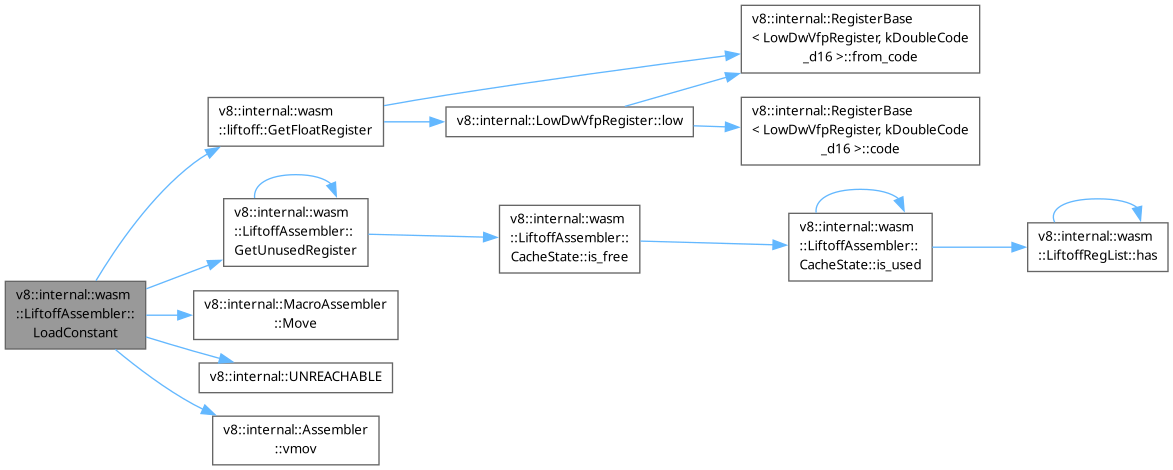 v8::internal::RegisterBase
< LowDwVfpRegister, kDoubleCode
_d16 >::from_code
v8::internal::wasm
::liftoff::GetFloatRegister
v8::internal::LowDwVfpRegister::low
v8::internal::RegisterBase
< LowDwVfpRegister, kDoubleCode
_d16 >::code
v8::internal::wasm
::LiftoffAssembler::
GetUnusedRegister
v8::internal::wasm
::LiftoffAssembler::
CacheState::is_free
v8::internal::wasm
::LiftoffAssembler::
CacheState::is_used
v8::internal::wasm
::LiftoffRegList::has
v8::internal::wasm
::LiftoffAssembler::
LoadConstant
v8::internal::MacroAssembler
::Move
v8::internal::UNREACHABLE
v8::internal::Assembler
::vmov